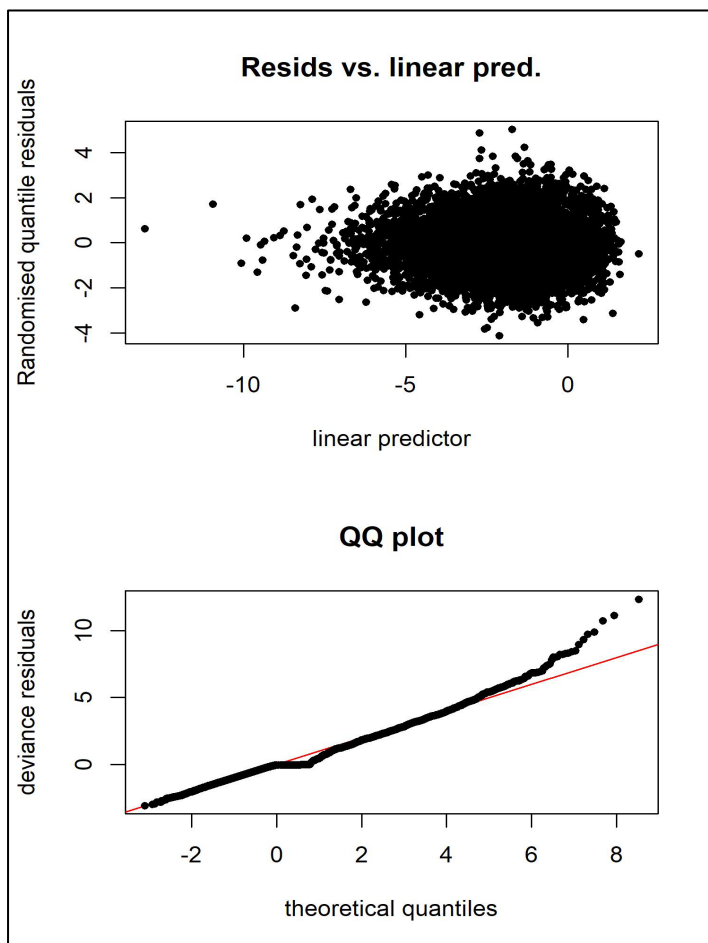 Resids vs. linear pred.
Randomised quantile residuals
4
2
0
-2
-4
-10
-5
0
linear predictor
QQ plot
deviance residuals
10
5
0
-2
0
2
4
6
8
theoretical quantiles